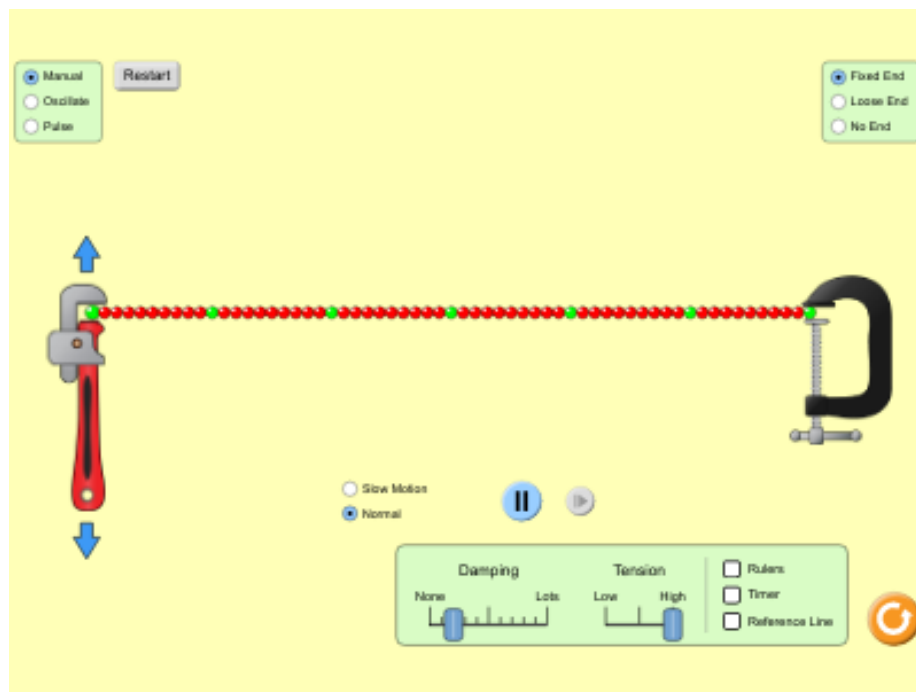 Manual
Oscillate
Pulse
Restart
Fixed End
Loose End
No End
Slow Motion
Normal
Damping
None
Lots
Tension
Low
High
Rulers
Timer
Reference Line